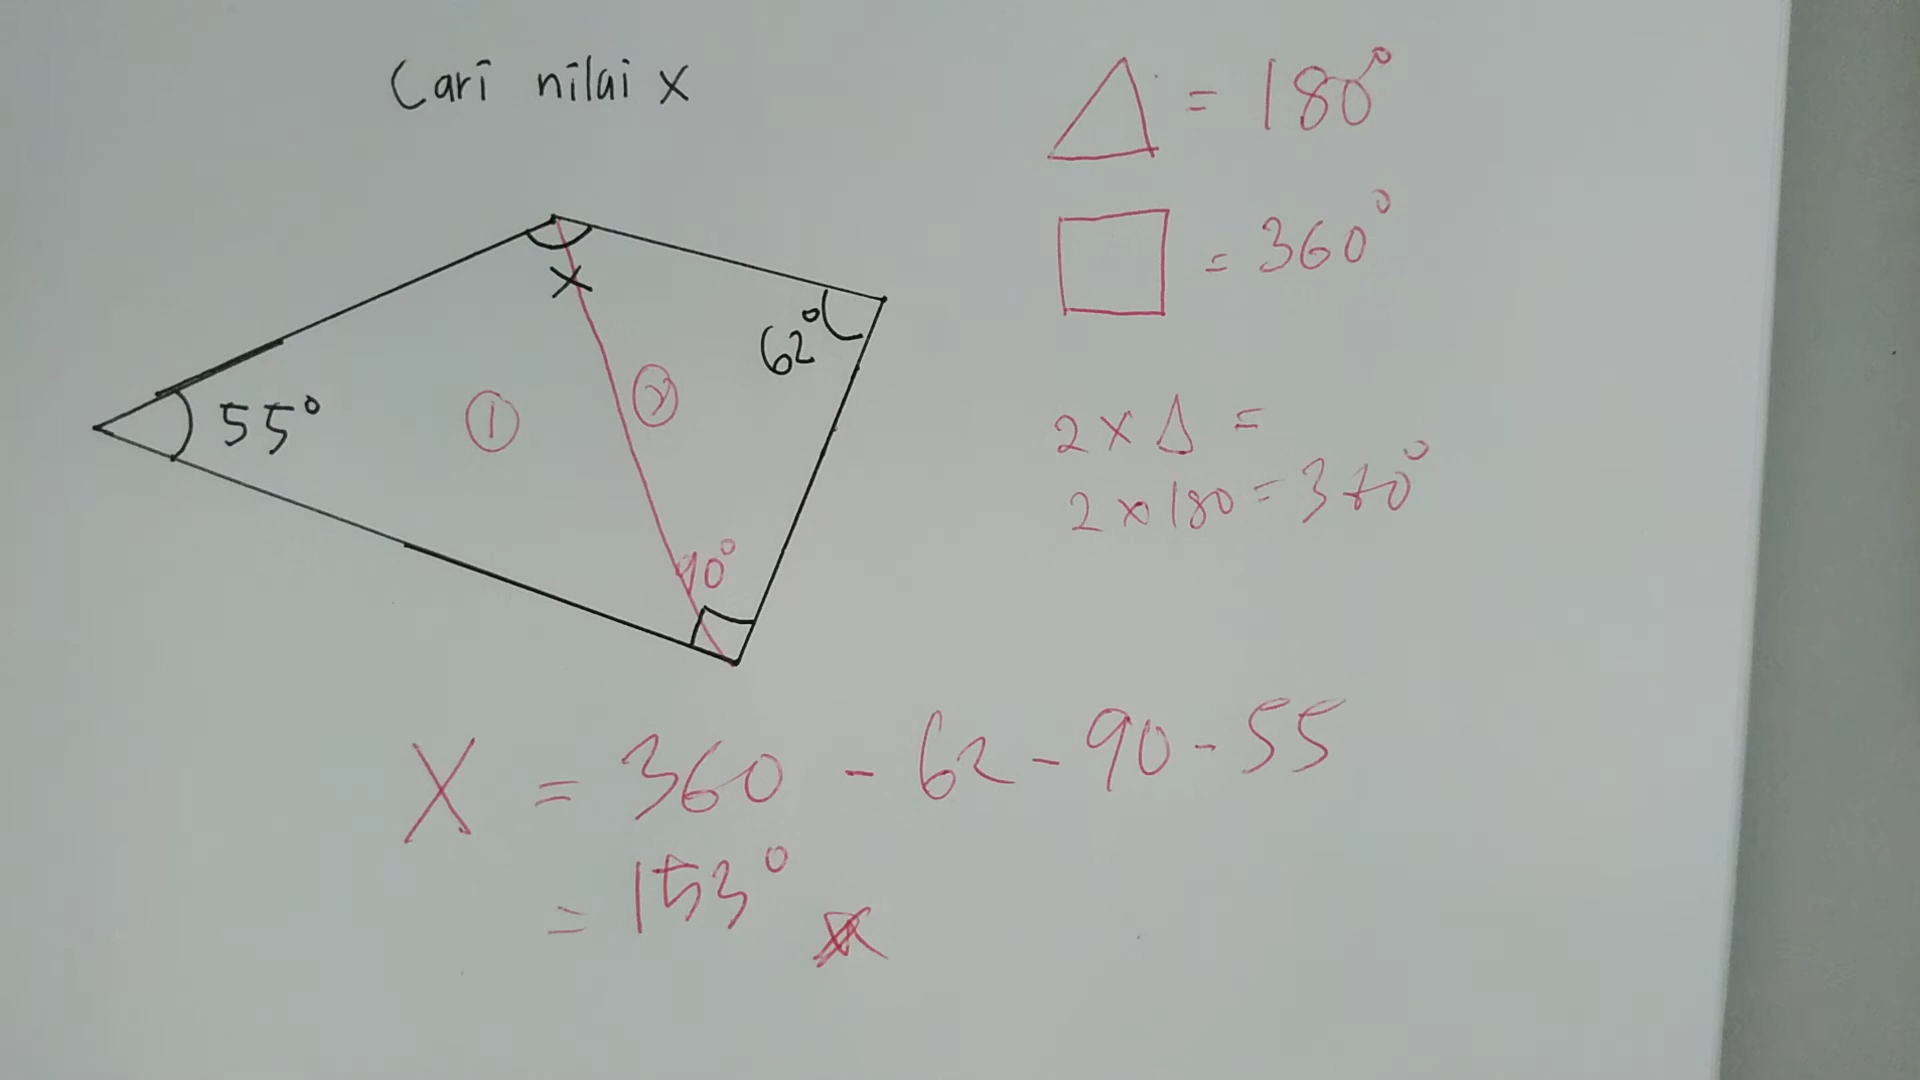 Cari nilai x
△ = 180°
□ = 360°
x
62°
55°
1
2
90°
2 x △ =
2 x 180 = 360°
X = 360 - 62 - 90 - 55
= 153°